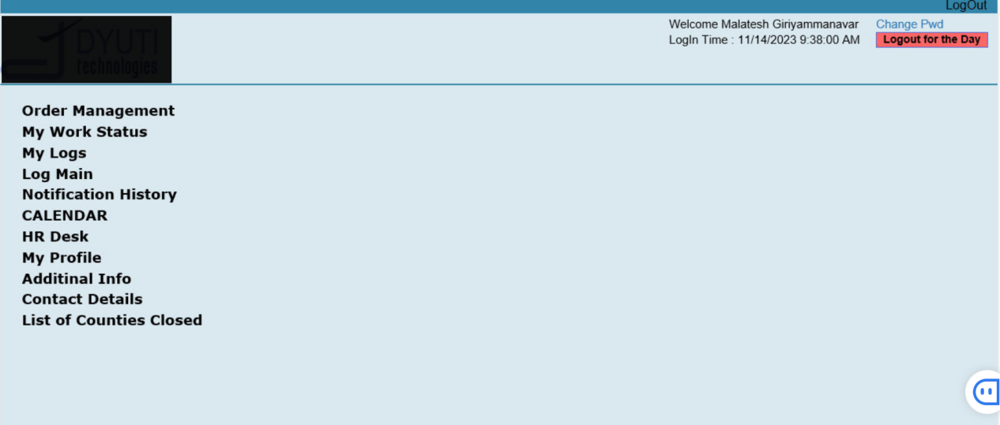 LogOut
DYUTI
technologies
Welcome Malatesh Giriyammanavar Change Pwd
LogIn Time : 11/14/2023 9:38:00 AM Logout for the Day
Order Management
My Work Status
My Logs
Log Main
Notification History
CALENDAR
HR Desk
My Profile
Additinal Info
Contact Details
List of Counties Closed